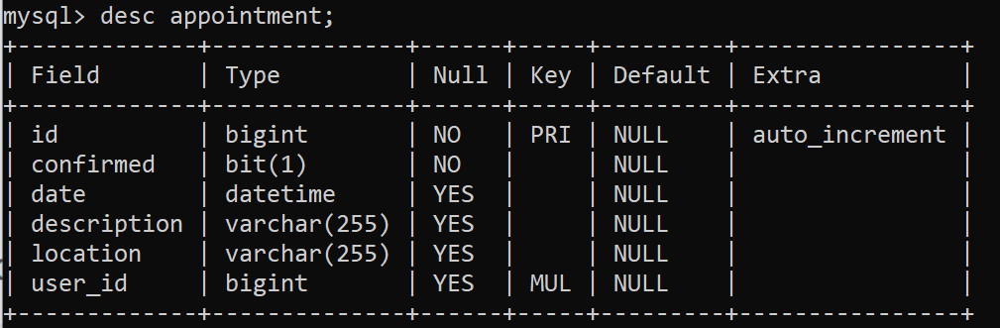 mysql> desc appointment;
+-------------+--------------+------+-----+---------+----------------+
| Field       | Type         | Null | Key | Default | Extra          |
+-------------+--------------+------+-----+---------+----------------+
| id          | bigint       | NO   | PRI | NULL    | auto_increment |
| confirmed   | bit(1)       | NO   |     | NULL    |                |
| date        | datetime     | YES  |     | NULL    |                |
| description | varchar(255) | YES  |     | NULL    |                |
| location    | varchar(255) | YES  |     | NULL    |                |
| user_id     | bigint       | YES  | MUL | NULL    |                |
+-------------+--------------+------+-----+---------+----------------+